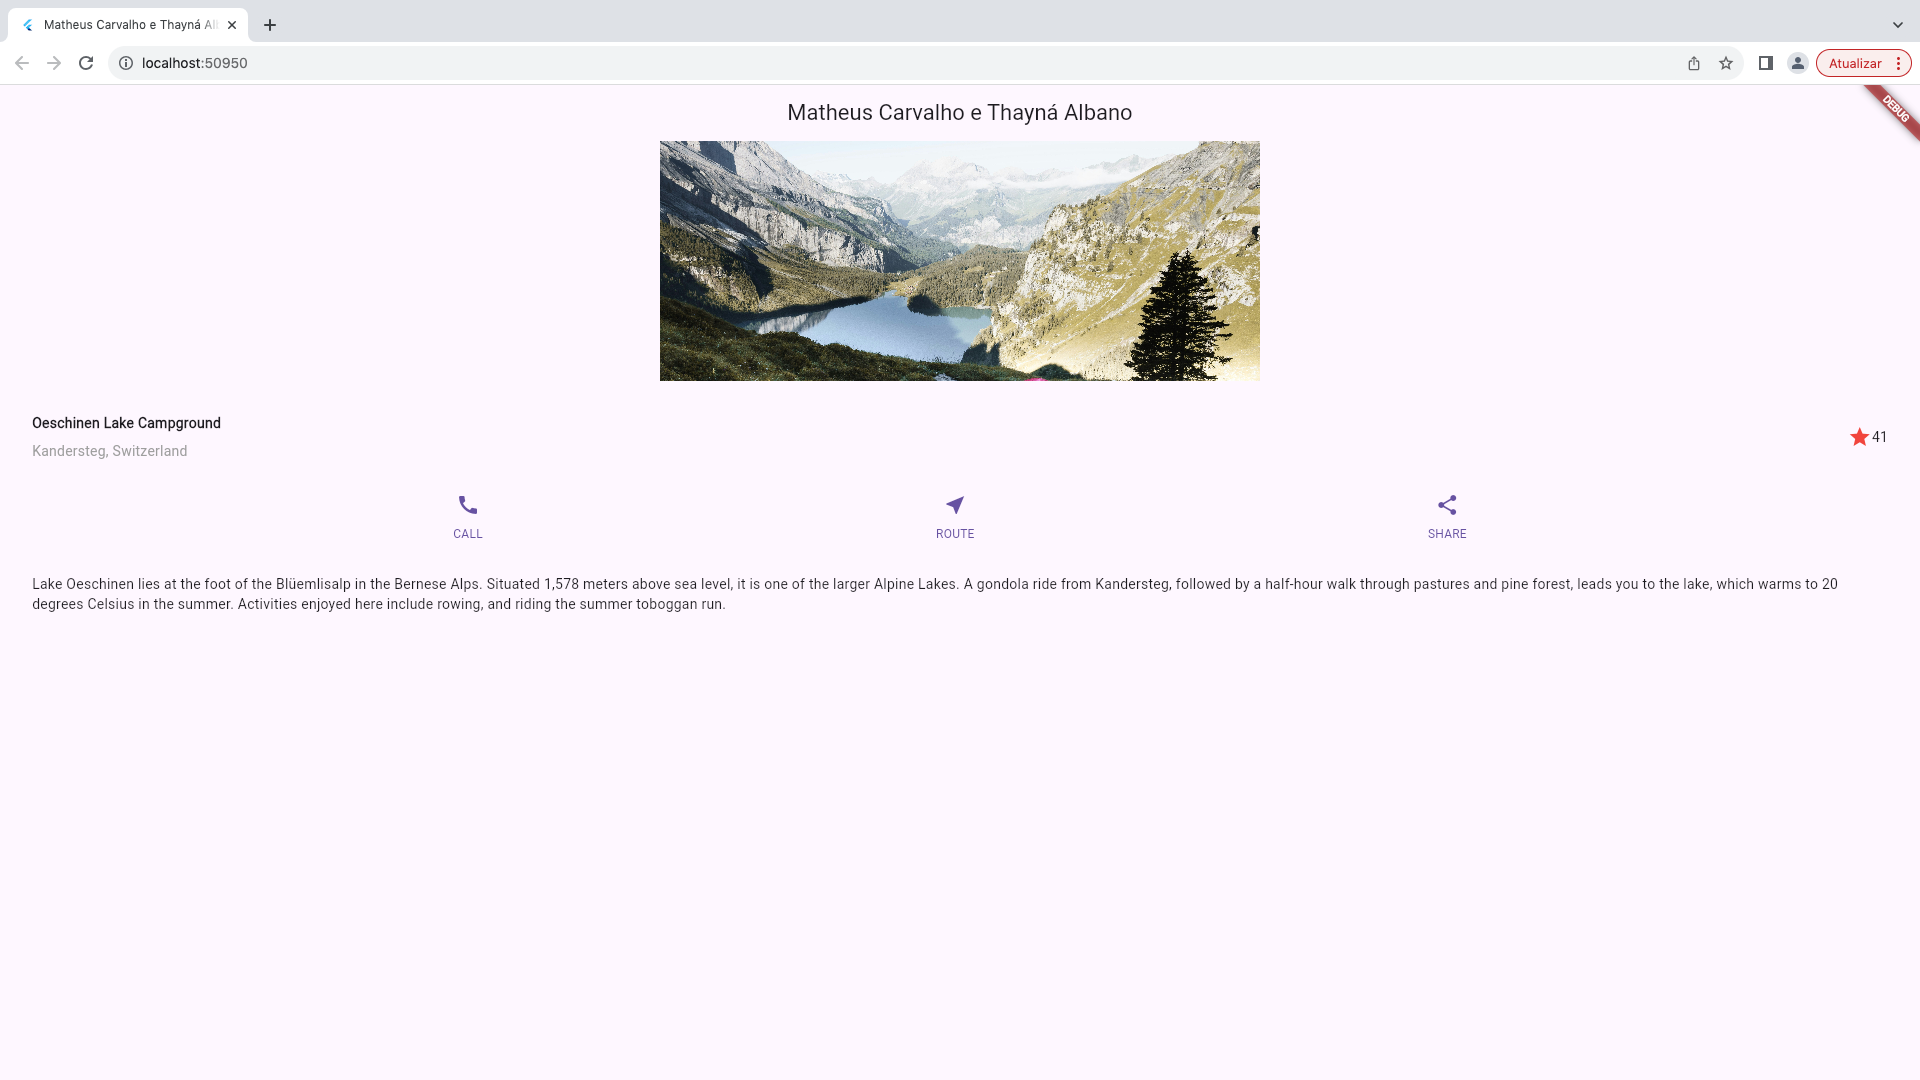 Matheus Carvalho e Thayná Al
localhost:50950
Atualizar
DEBUG
Matheus Carvalho e Thayná Albano
Oeschinen Lake Campground
Kandersteg, Switzerland
41
CALL
ROUTE
SHARE
Lake Oeschinen lies at the foot of the Blüemlisalp in the Bernese Alps. Situated 1,578 meters above sea level, it is one of the larger Alpine Lakes. A gondola ride from Kandersteg, followed by a half-hour walk through pastures and pine forest, leads you to the lake, which warms to 20
degrees Celsius in the summer. Activities enjoyed here include rowing, and riding the summer toboggan run.